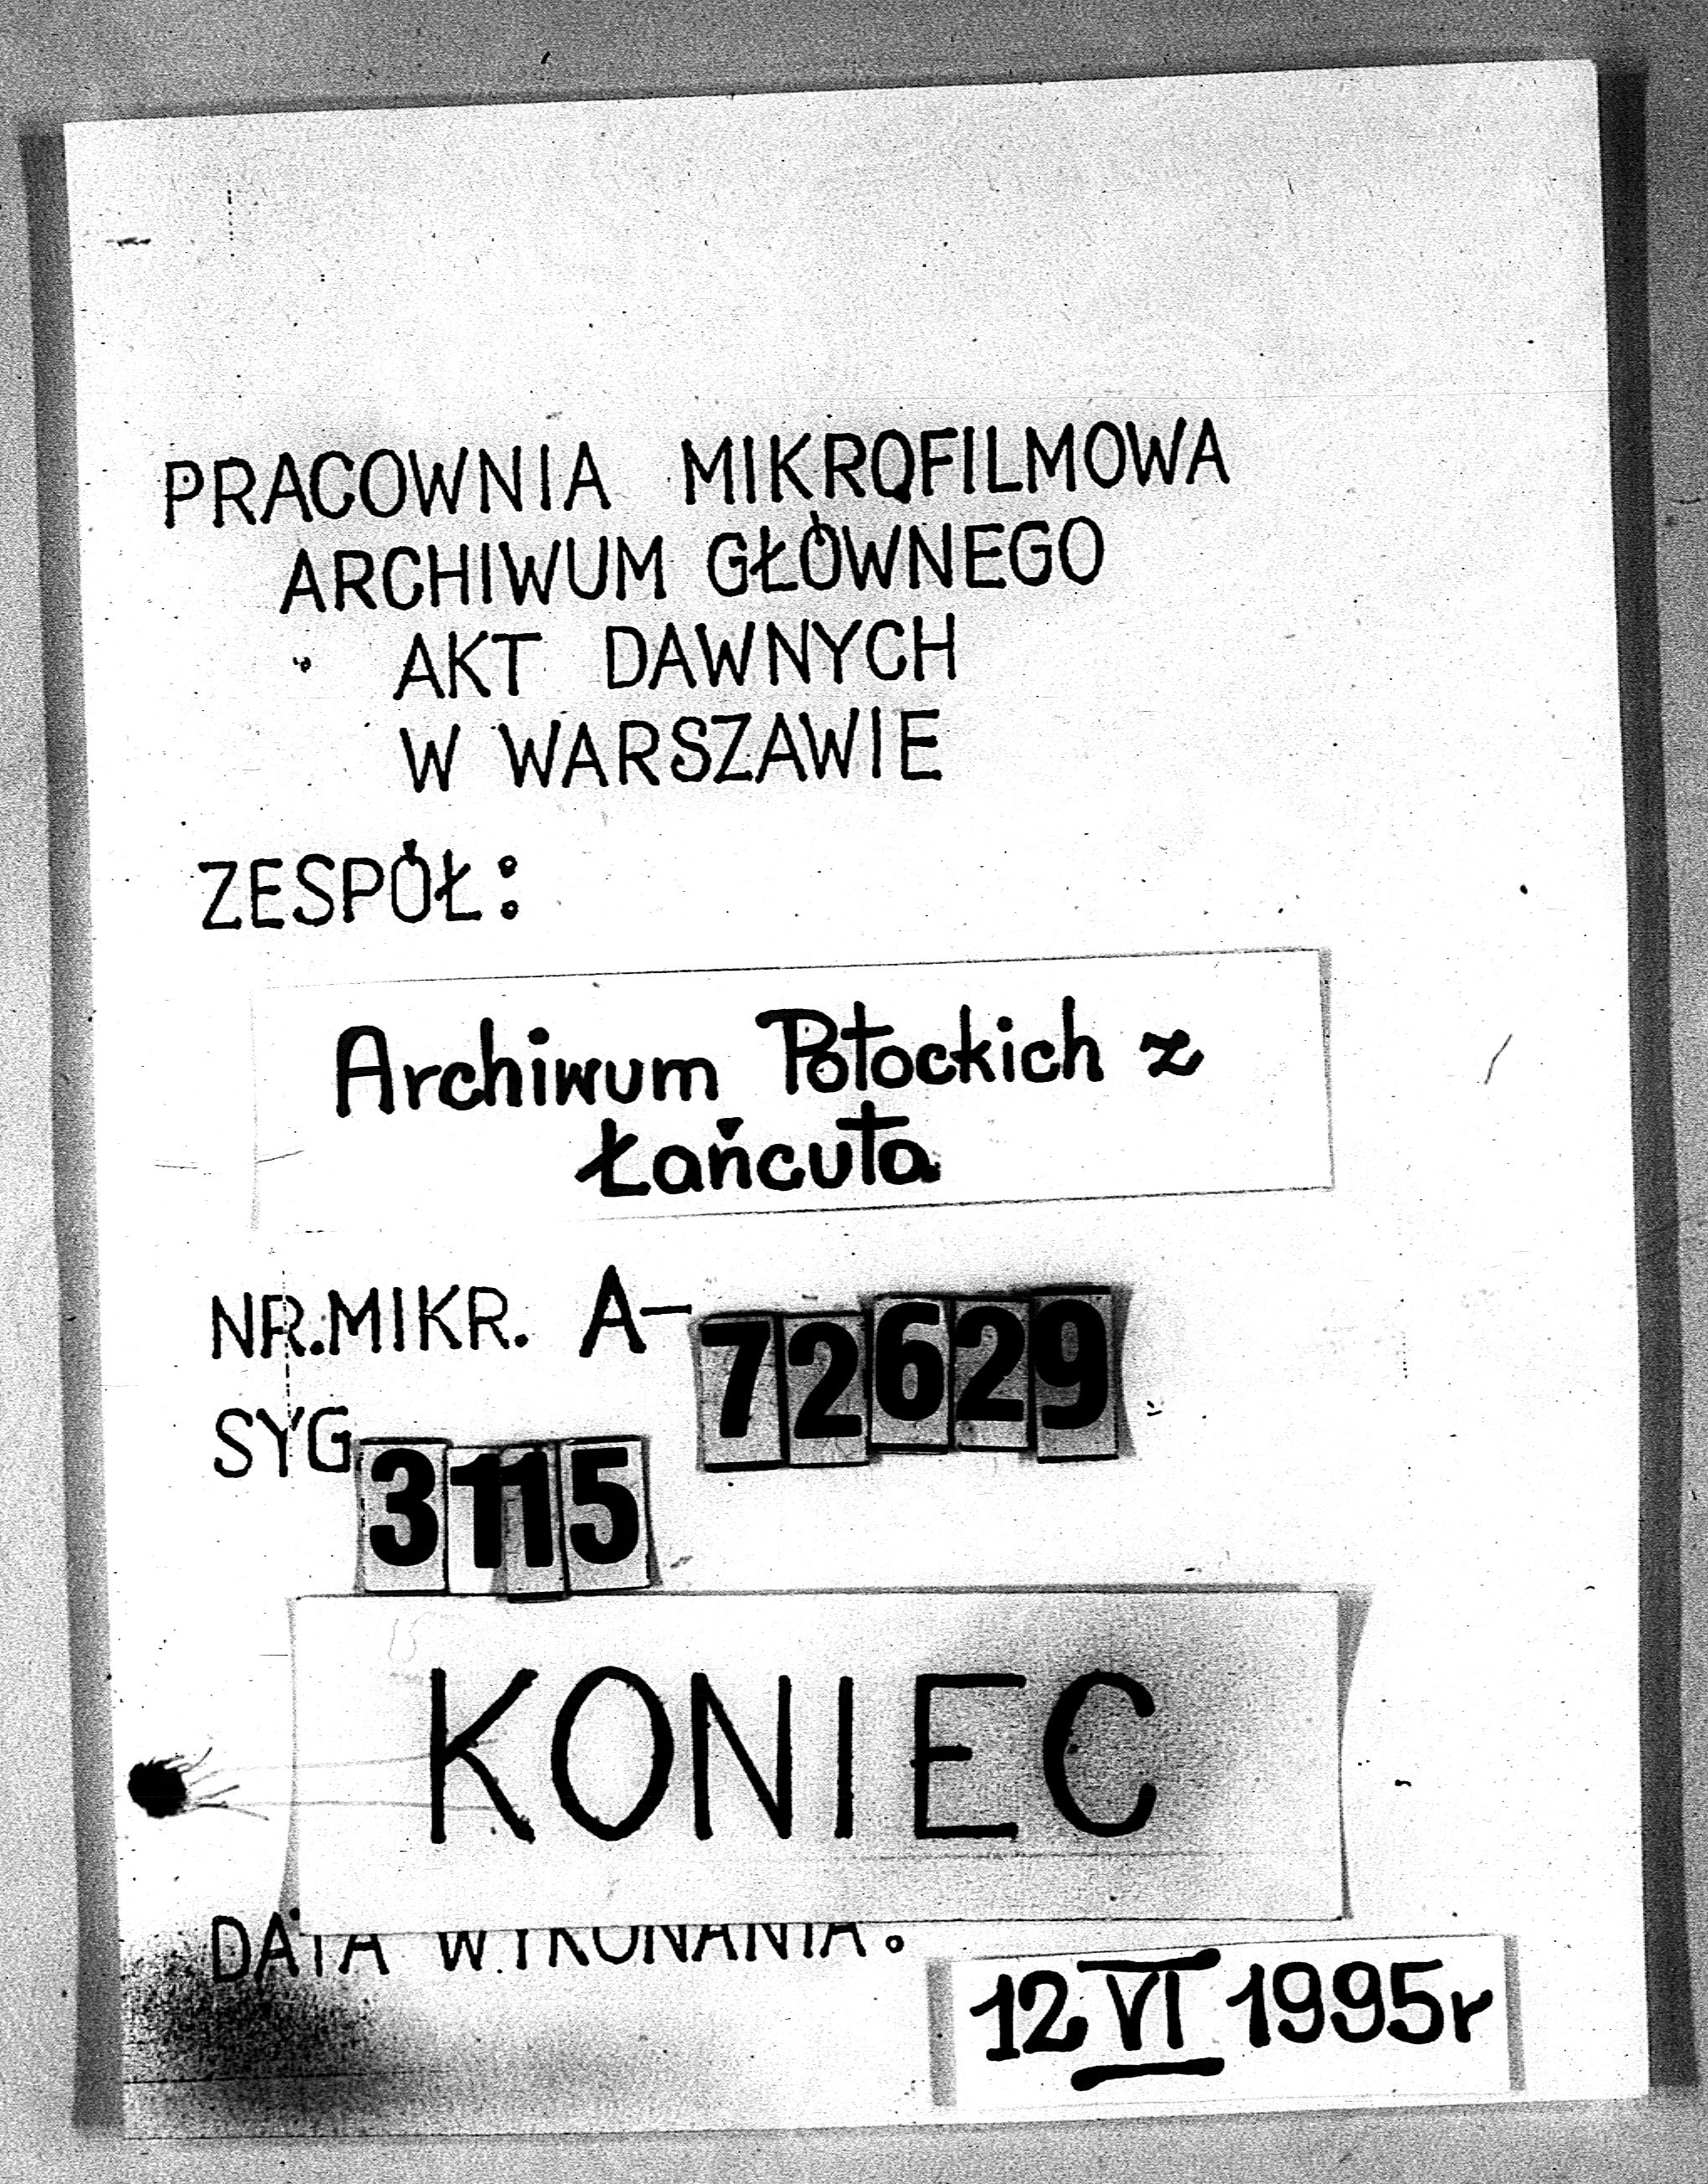 PRACOWNIA MIKROFILMOWA
ARCHIWUM GŁÓWNEGO
AKT DAWNYCH
W WARSZAWIE
ZESPÓŁ:
Archiwum Potockich z
Łańcuta
NR.MIKR. A-72629
SYG. 3115
KONIEC
DATA WYKONANIA:
12 VI 1995r